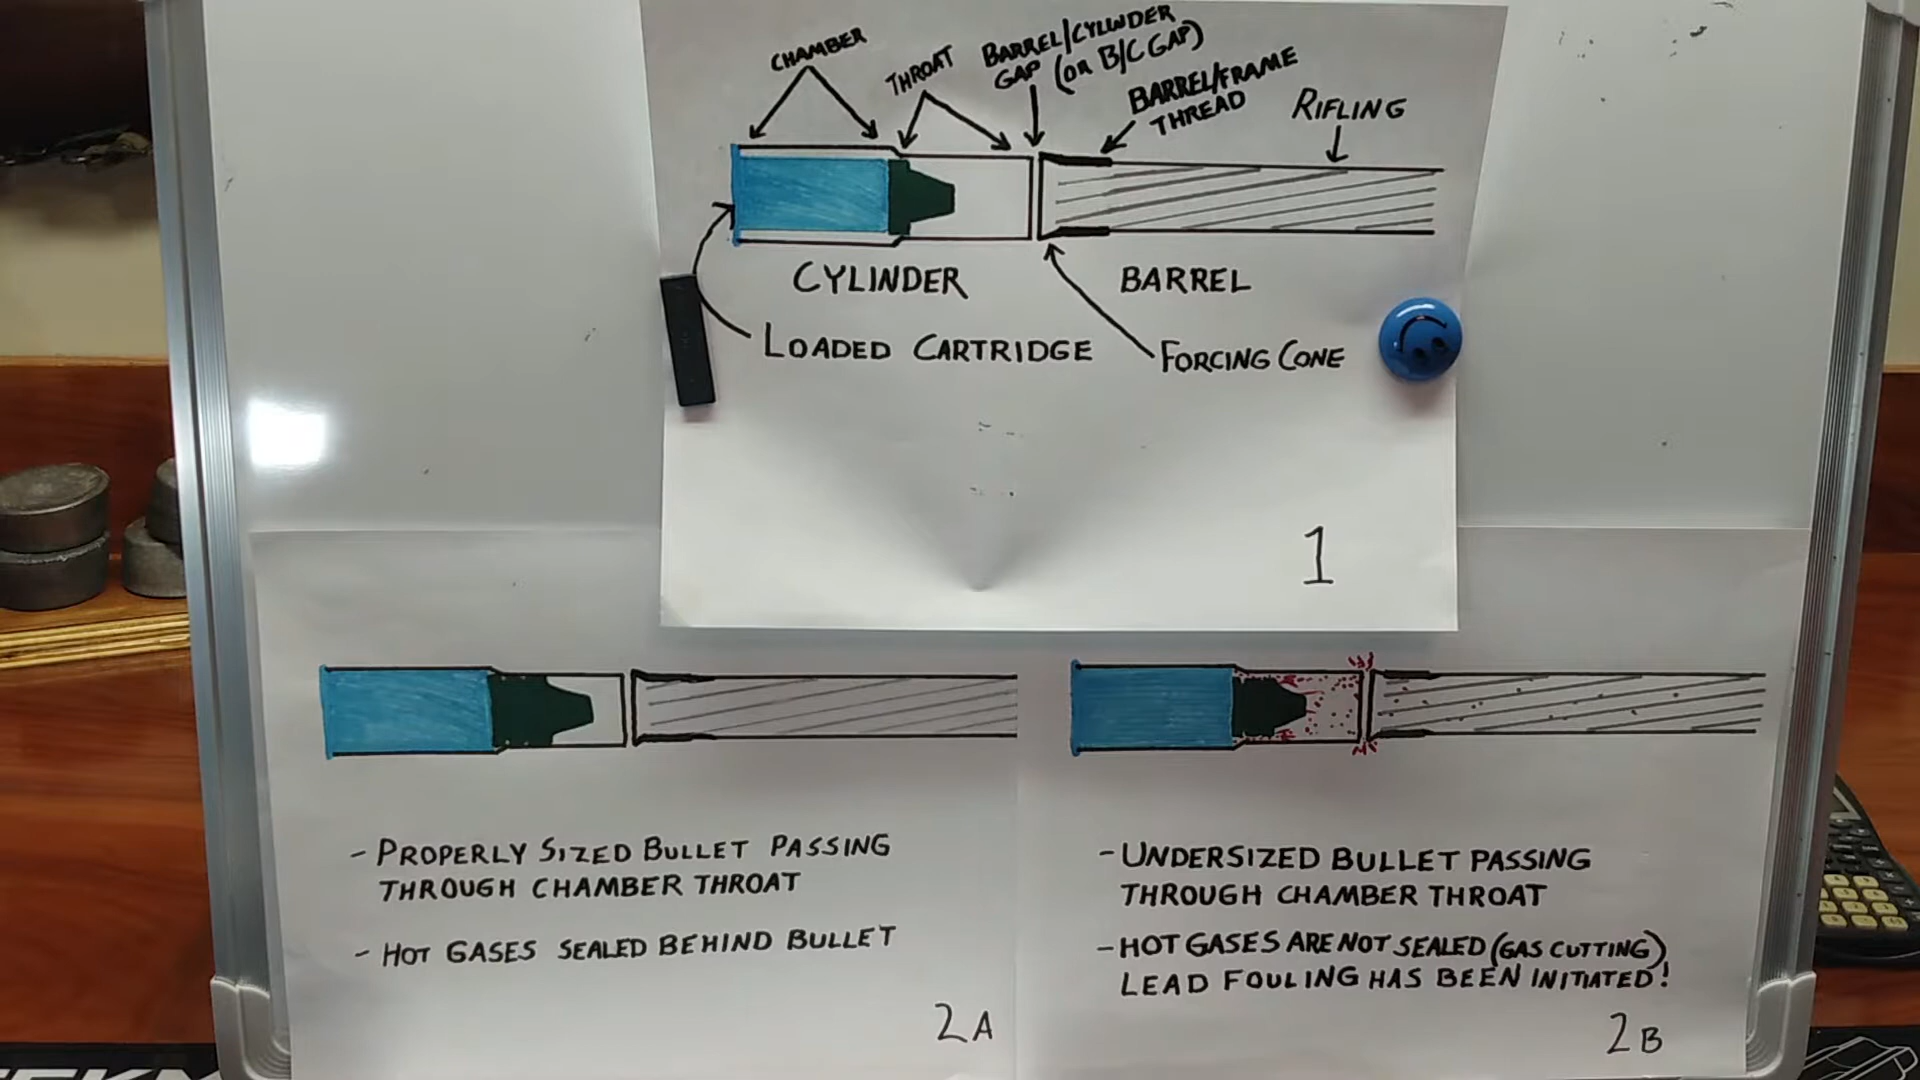 CHAMBER
THROAT
BARREL/CYLINDER
GAP (OR B/C GAP)
BARREL/FRAME
THREAD
RIFLING
CYLINDER
BARREL
LOADED CARTRIDGE
FORCING CONE
1
- PROPERLY SIZED BULLET PASSING
THROUGH CHAMBER THROAT
- HOT GASES SEALED BEHIND BULLET
2A
- UNDERSIZED BULLET PASSING
THROUGH CHAMBER THROAT
- HOT GASES ARE NOT SEALED (GAS CUTTING)
LEAD FOULING HAS BEEN INITIATED!
2B